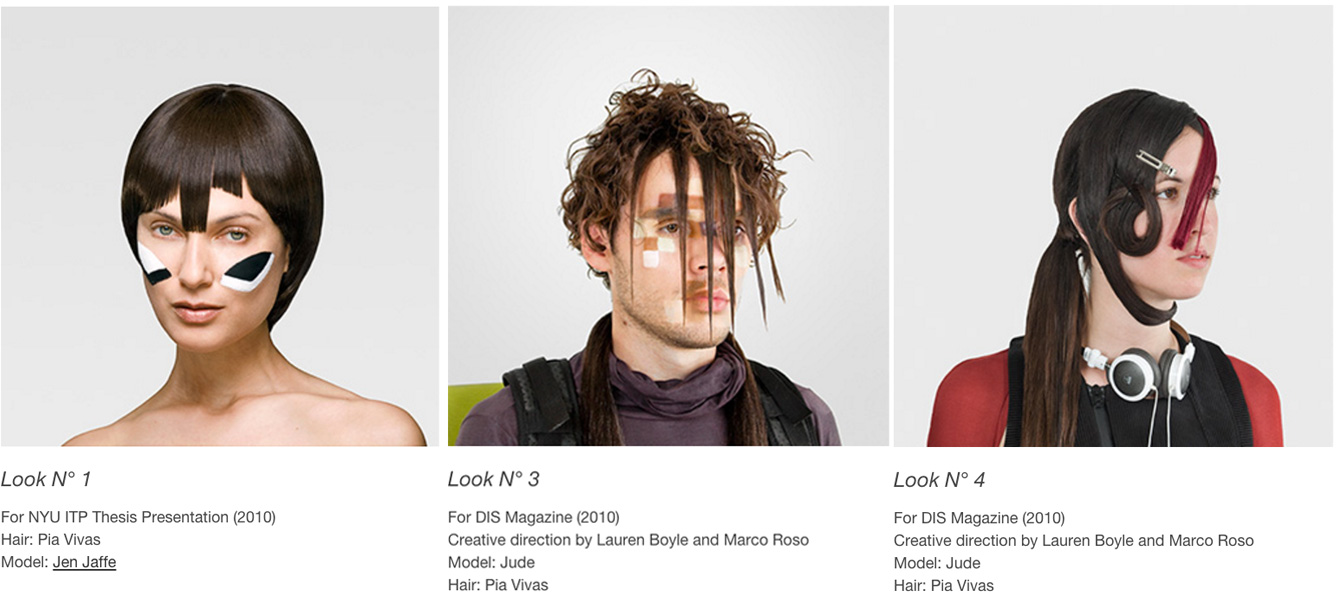 Look N° 1
For NYU ITP Thesis Presentation (2010)
Hair: Pia Vivas
Model: Jen Jaffe
Look N° 3
For DIS Magazine (2010)
Creative direction by Lauren Boyle and Marco Roso
Model: Jude
Hair: Pia Vivas
Look N° 4
For DIS Magazine (2010)
Creative direction by Lauren Boyle and Marco Roso
Model: Jude
Hair: Pia Vivas